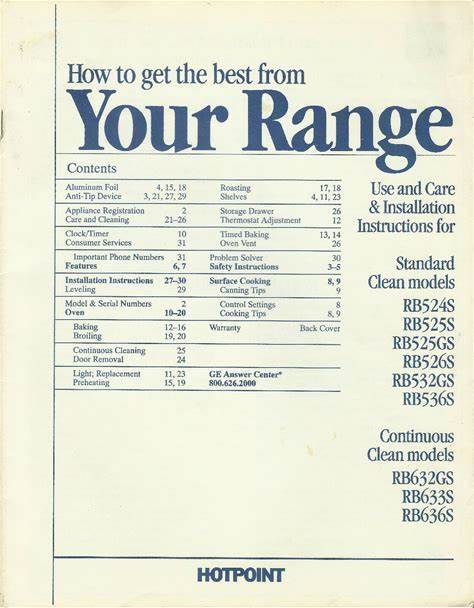 How to get the best from
Your Range
Contents
Aluminum Foil 4, 15, 18
Anti-Tip Device 3, 21, 27, 29
Appliance Registration 2
Care and Cleaning 21–26
Clock/Timer 10
Consumer Services 31
Important Phone Numbers 31
Features 6, 7
Installation Instructions 27–30
Leveling 29
Model & Serial Numbers 2
Oven 10–20
Baking 12–16
Broiling 19, 20
Continuous Cleaning 25
Door Removal 24
Light; Replacement 11, 23
Preheating 15, 19
Roasting 17, 18
Shelves 4, 11, 23
Storage Drawer 26
Thermostat Adjustment 12
Timed Baking 13, 14
Oven Vent 26
Problem Solver 30
Safety Instructions 3–5
Surface Cooking 8, 9
Canning Tips 9
Control Settings 8
Cooking Tips 8, 9
Warranty Back Cover
GE Answer Center®
800.626.2000
Use and Care
& Installation
Instructions for
Standard
Clean models
RB524S
RB525S
RB525GS
RB526S
RB532GS
RB536S
Continuous
Clean models
RB632GS
RB633S
RB636S
HOTPOINT